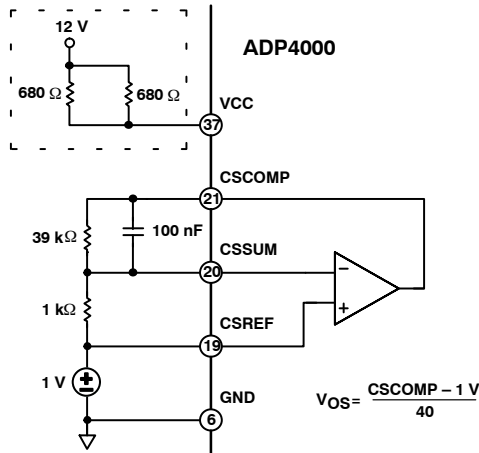 12 V
ADP4000
680 Ω
680 Ω
VCC
37
CSCOMP
21
39 kΩ
100 nF
CSSUM
20
–
+
1 kΩ
CSREF
19
1 V
GND
6
VOS = CSCOMP – 1 V
40